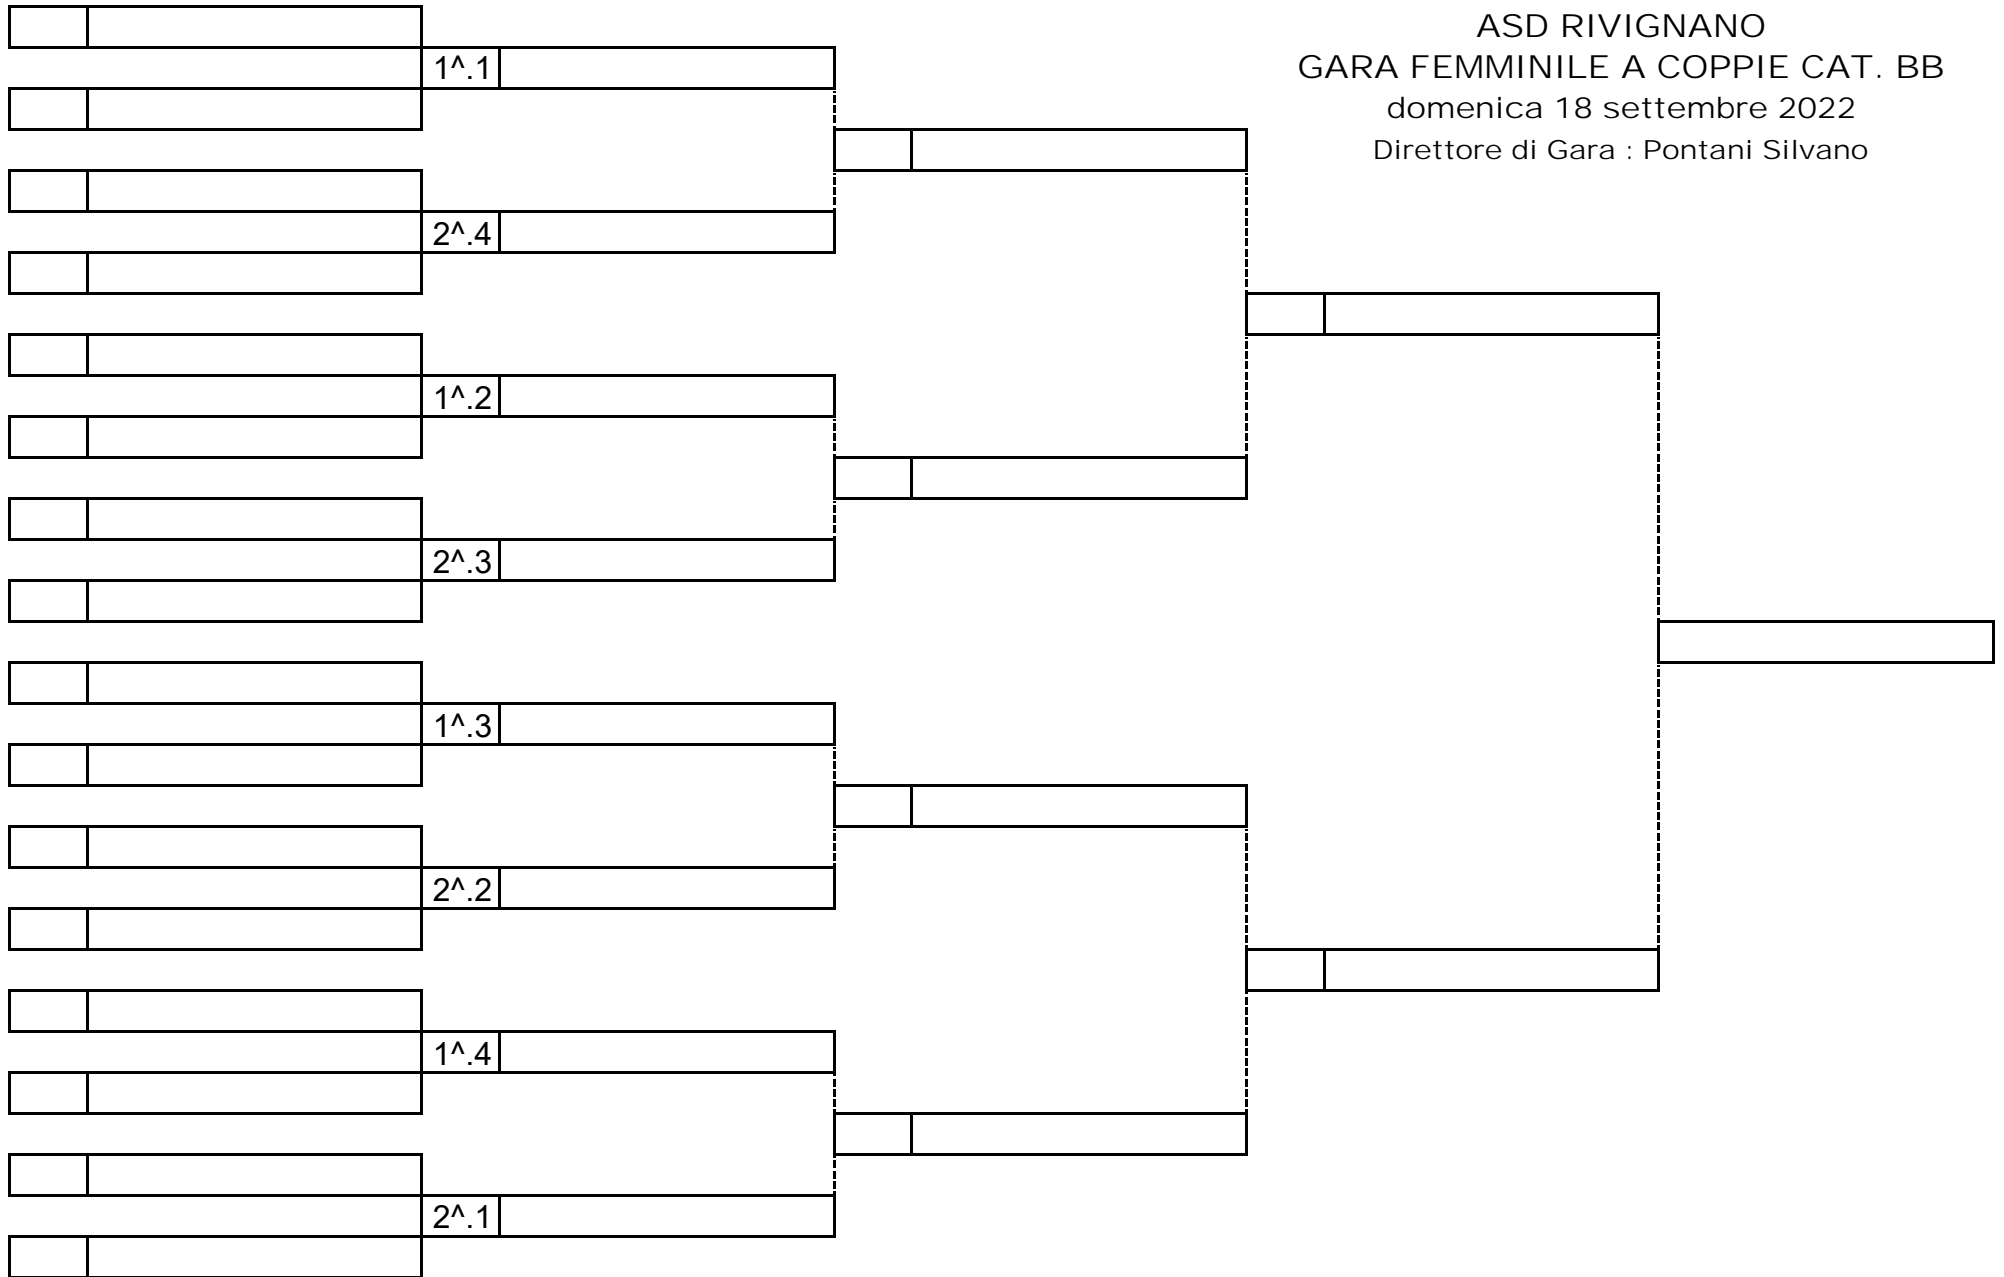 ASD RIVIGNANO
GARA FEMMINILE A COPPIE CAT. BB
domenica 18 settembre 2022
Direttore di Gara : Pontani Silvano
1^.1
2^.4
1^.2
2^.3
1^.3
2^.2
1^.4
2^.1